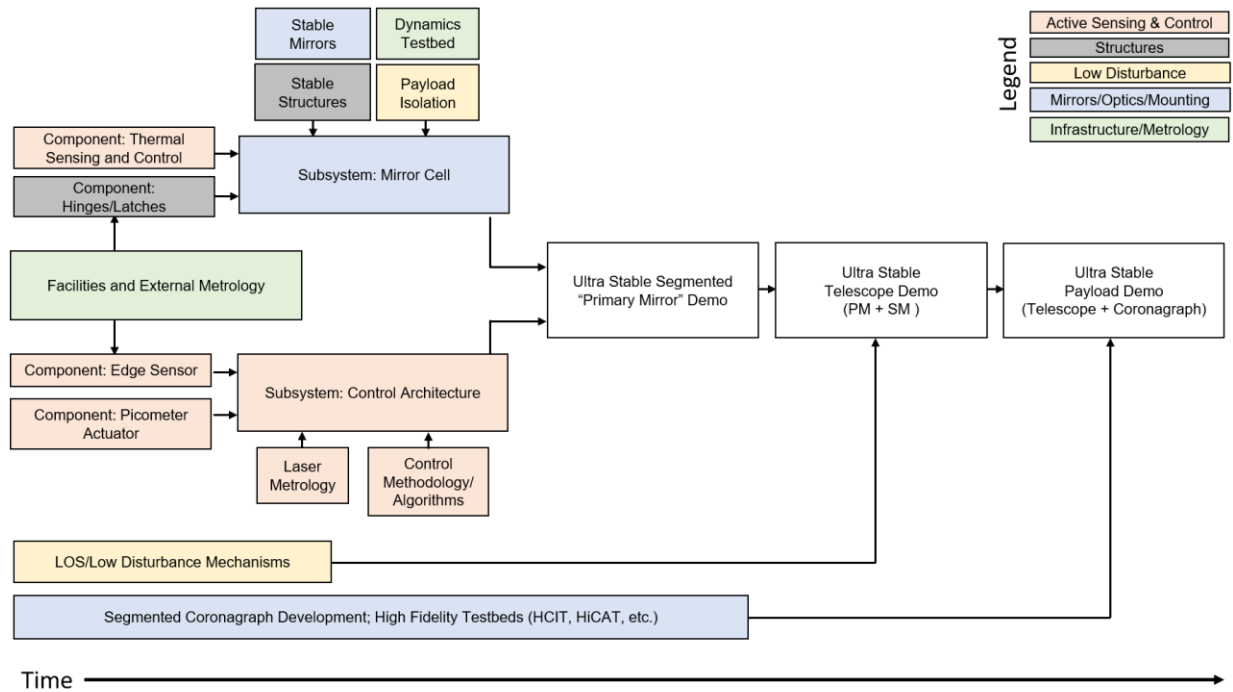 Stable
Mirrors
Dynamics
Testbed
Stable
Structures
Payload
Isolation
Legend
Active Sensing & Control
Structures
Low Disturbance
Mirrors/Optics/Mounting
Infrastructure/Metrology
Component: Thermal
Sensing and Control
Component:
Hinges/Latches
Subsystem: Mirror Cell
Facilities and External Metrology
Ultra Stable Segmented
“Primary Mirror” Demo
Ultra Stable
Telescope Demo
(PM + SM )
Ultra Stable
Payload Demo
(Telescope + Coronagraph)
Component: Edge Sensor
Component: Picometer
Actuator
Subsystem: Control Architecture
Laser
Metrology
Control
Methodology/
Algorithms
LOS/Low Disturbance Mechanisms
Segmented Coronagraph Development; High Fidelity Testbeds (HCIT, HiCAT, etc.)
Time